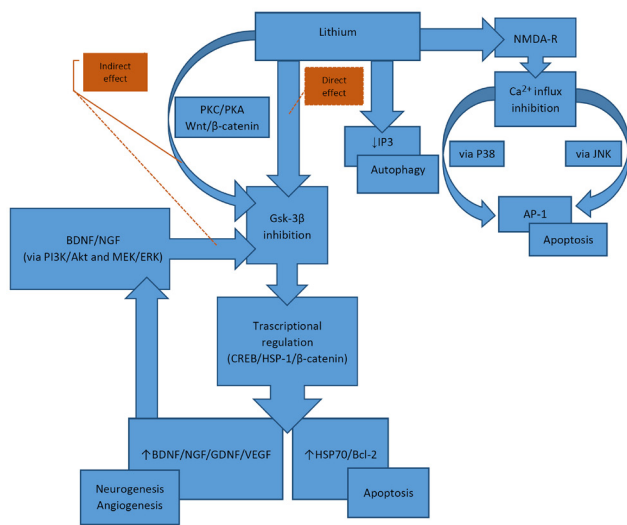 Lithium
NMDA-R
Indirect
effect
Direct
effect
Ca²⁺ influx
inhibition
PKC/PKA
Wnt/β-catenin
↓IP3
Autophagy
via P38
via JNK
AP-1
Apoptosis
Gsk-3β
inhibition
BDNF/NGF
(via PI3K/Akt and MEK/ERK)
Trascriptional
regulation
(CREB/HSP-1/β-catenin)
↑BDNF/NGF/GDNF/VEGF
↑HSP70/Bcl-2
Neurogenesis
Angiogenesis
Apoptosis